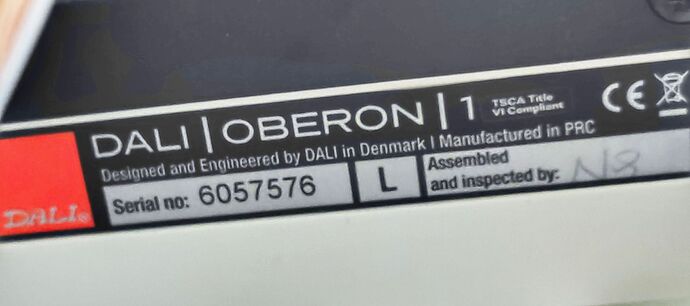 DALI | OBERON | 1
TSCA Title
VI Compliant
CE
Designed and Engineered by DALI in Denmark I Manufactured in PRC
DALI®
Serial no: 6057576
L
Assembled
and inspected by: N8